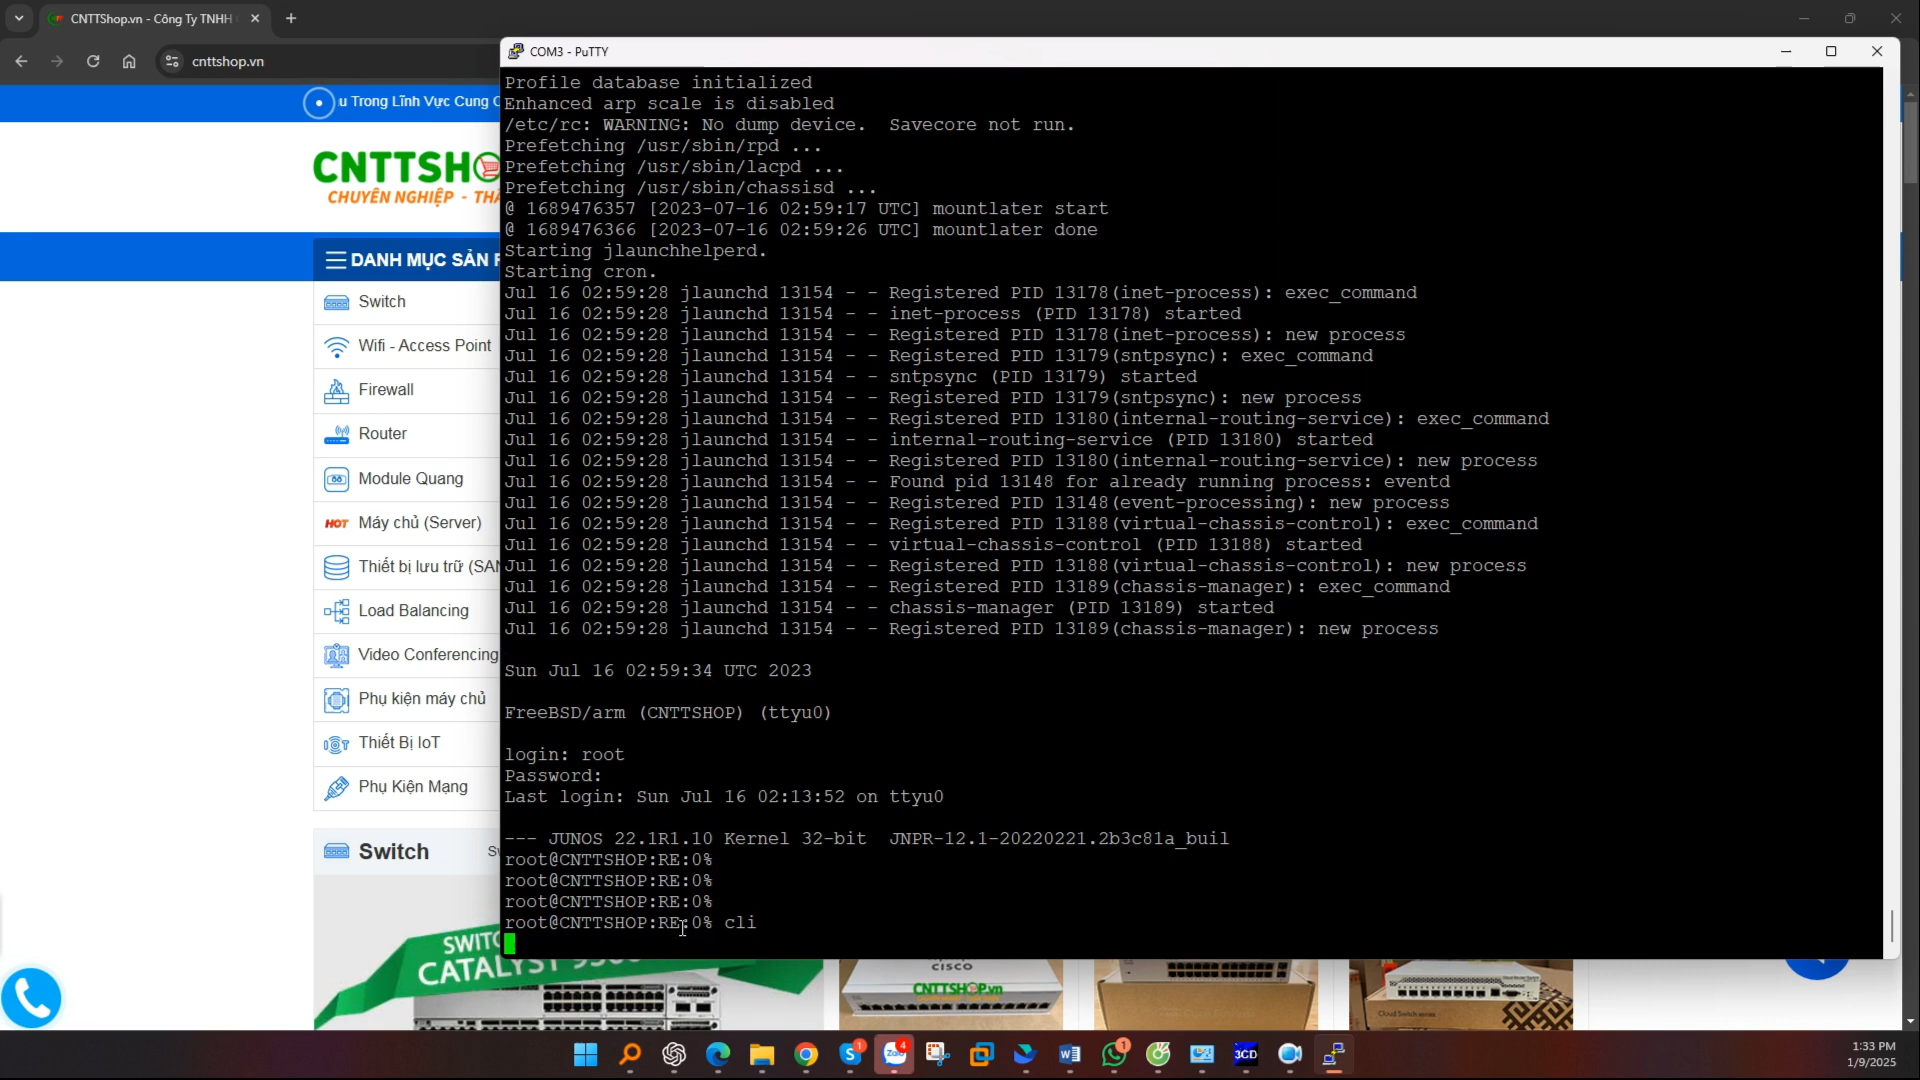 CNTTShop.vn - Công Ty TNHH
cnttshop.vn
COM3 - PuTTY
u Trong Lĩnh Vực Cung C
CNTTSHO
CHUYÊN NGHIỆP - TH
DANH MỤC SẢN
Switch
Wifi - Access Point
Firewall
Router
Module Quang
HOT Máy chủ (Server)
Thiết bị lưu trữ (SAN
Load Balancing
Video Conferencing
Phụ kiện máy chủ
Thiết Bị IoT
Phụ Kiện Mạng
Switch
Profile database initialized
Enhanced arp scale is disabled
/etc/rc: WARNING: No dump device.  Savecore not run.
Prefetching /usr/sbin/rpd ...
Prefetching /usr/sbin/lacpd ...
Prefetching /usr/sbin/chassisd ...
@ 1689476357 [2023-07-16 02:59:17 UTC] mountlater start
@ 1689476366 [2023-07-16 02:59:26 UTC] mountlater done
Starting jlaunchhelperd.
Starting cron.
Jul 16 02:59:28 jlaunchd 13154 - - Registered PID 13178(inet-process): exec_command
Jul 16 02:59:28 jlaunchd 13154 - - inet-process (PID 13178) started
Jul 16 02:59:28 jlaunchd 13154 - - Registered PID 13178(inet-process): new process
Jul 16 02:59:28 jlaunchd 13154 - - Registered PID 13179(sntpsync): exec_command
Jul 16 02:59:28 jlaunchd 13154 - - sntpsync (PID 13179) started
Jul 16 02:59:28 jlaunchd 13154 - - Registered PID 13179(sntpsync): new process
Jul 16 02:59:28 jlaunchd 13154 - - Registered PID 13180(internal-routing-service): exec_command
Jul 16 02:59:28 jlaunchd 13154 - - internal-routing-service (PID 13180) started
Jul 16 02:59:28 jlaunchd 13154 - - Registered PID 13180(internal-routing-service): new process
Jul 16 02:59:28 jlaunchd 13154 - - Found pid 13148 for already running process: eventd
Jul 16 02:59:28 jlaunchd 13154 - - Registered PID 13148(event-processing): new process
Jul 16 02:59:28 jlaunchd 13154 - - Registered PID 13188(virtual-chassis-control): exec_command
Jul 16 02:59:28 jlaunchd 13154 - - virtual-chassis-control (PID 13188) started
Jul 16 02:59:28 jlaunchd 13154 - - Registered PID 13188(virtual-chassis-control): new process
Jul 16 02:59:28 jlaunchd 13154 - - Registered PID 13189(chassis-manager): exec_command
Jul 16 02:59:28 jlaunchd 13154 - - chassis-manager (PID 13189) started
Jul 16 02:59:28 jlaunchd 13154 - - Registered PID 13189(chassis-manager): new process
Sun Jul 16 02:59:34 UTC 2023
FreeBSD/arm (CNTTSHOP) (ttyu0)
login: root
Password:
Last login: Sun Jul 16 02:13:52 on ttyu0
--- JUNOS 22.1R1.10 Kernel 32-bit  JNPR-12.1-20220221.2b3c81a_buil
root@CNTTSHOP:RE:0%
root@CNTTSHOP:RE:0%
root@CNTTSHOP:RE:0%
root@CNTTSHOP:RE:0% cli
SWITC
CATALYST 9300
CISCO
CNTTSHOP.vn
1
4
1
3CD
Zalo
1:33 PM
1/9/2025